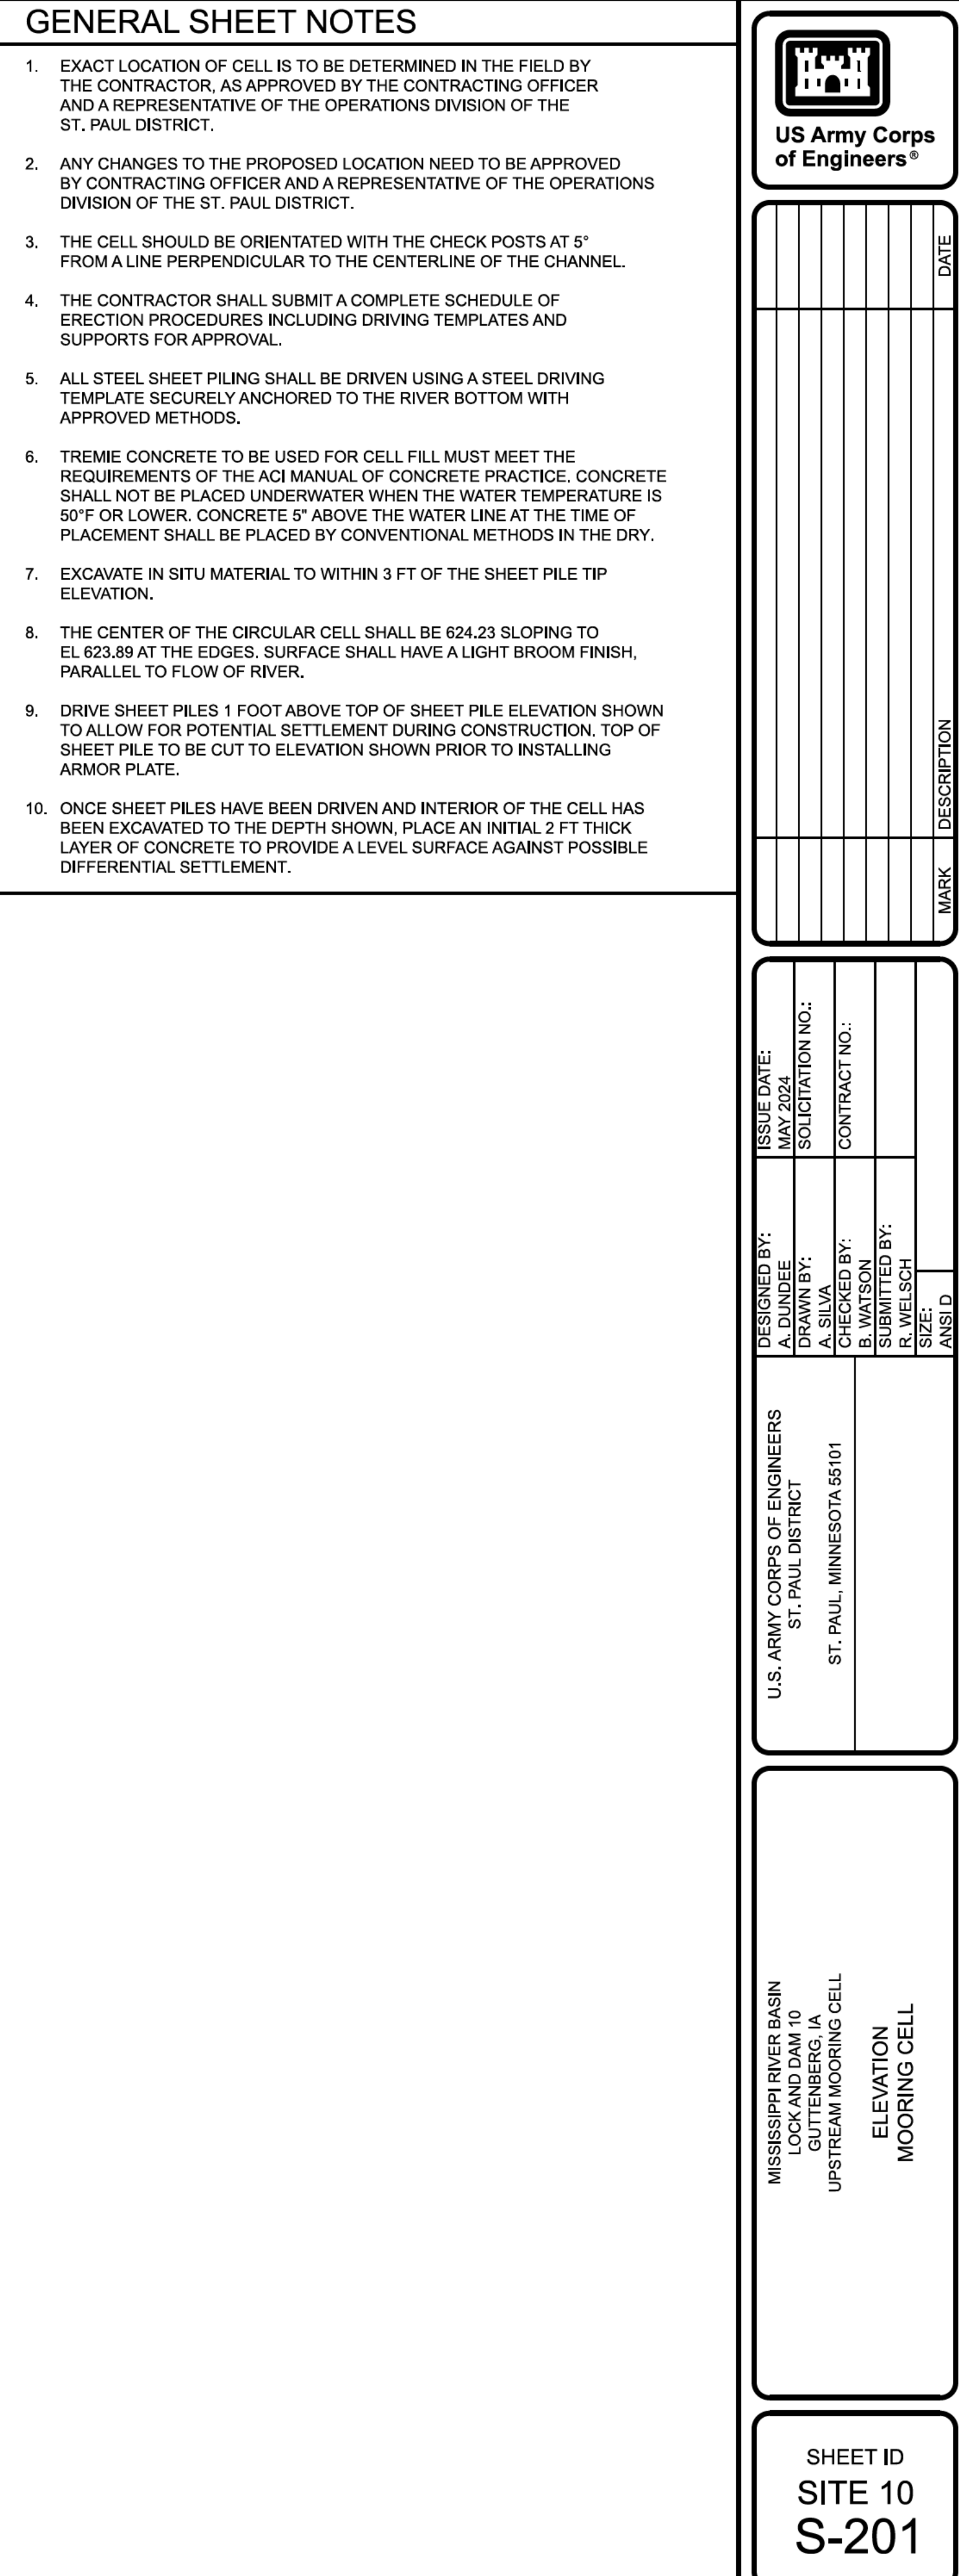 GENERAL SHEET NOTES
1. EXACT LOCATION OF CELL IS TO BE DETERMINED IN THE FIELD BY
THE CONTRACTOR, AS APPROVED BY THE CONTRACTING OFFICER
AND A REPRESENTATIVE OF THE OPERATIONS DIVISION OF THE
ST. PAUL DISTRICT.
2. ANY CHANGES TO THE PROPOSED LOCATION NEED TO BE APPROVED
BY CONTRACTING OFFICER AND A REPRESENTATIVE OF THE OPERATIONS
DIVISION OF THE ST. PAUL DISTRICT.
3. THE CELL SHOULD BE ORIENTATED WITH THE CHECK POSTS AT 5°
FROM A LINE PERPENDICULAR TO THE CENTERLINE OF THE CHANNEL.
4. THE CONTRACTOR SHALL SUBMIT A COMPLETE SCHEDULE OF
ERECTION PROCEDURES INCLUDING DRIVING TEMPLATES AND
SUPPORTS FOR APPROVAL.
5. ALL STEEL SHEET PILING SHALL BE DRIVEN USING A STEEL DRIVING
TEMPLATE SECURELY ANCHORED TO THE RIVER BOTTOM WITH
APPROVED METHODS.
6. TREMIE CONCRETE TO BE USED FOR CELL FILL MUST MEET THE
REQUIREMENTS OF THE ACI MANUAL OF CONCRETE PRACTICE. CONCRETE
SHALL NOT BE PLACED UNDERWATER WHEN THE WATER TEMPERATURE IS
50°F OR LOWER. CONCRETE 5" ABOVE THE WATER LINE AT THE TIME OF
PLACEMENT SHALL BE PLACED BY CONVENTIONAL METHODS IN THE DRY.
7. EXCAVATE IN SITU MATERIAL TO WITHIN 3 FT OF THE SHEET PILE TIP
ELEVATION.
8. THE CENTER OF THE CIRCULAR CELL SHALL BE 624.23 SLOPING TO
EL 623.89 AT THE EDGES. SURFACE SHALL HAVE A LIGHT BROOM FINISH,
PARALLEL TO FLOW OF RIVER.
9. DRIVE SHEET PILES 1 FOOT ABOVE TOP OF SHEET PILE ELEVATION SHOWN
TO ALLOW FOR POTENTIAL SETTLEMENT DURING CONSTRUCTION. TOP OF
SHEET PILE TO BE CUT TO ELEVATION SHOWN PRIOR TO INSTALLING
ARMOR PLATE.
10. ONCE SHEET PILES HAVE BEEN DRIVEN AND INTERIOR OF THE CELL HAS
BEEN EXCAVATED TO THE DEPTH SHOWN, PLACE AN INITIAL 2 FT THICK
LAYER OF CONCRETE TO PROVIDE A LEVEL SURFACE AGAINST POSSIBLE
DIFFERENTIAL SETTLEMENT.
US Army Corps
of Engineers®
MARK DESCRIPTION DATE
DESIGNED BY:
A. DUNDEE
ISSUE DATE:
MAY 2024
DRAWN BY:
A. SILVA
SOLICITATION NO.:
CHECKED BY:
B. WATSON
CONTRACT NO.:
SUBMITTED BY:
R. WELSCH
SIZE:
ANSI D
U.S. ARMY CORPS OF ENGINEERS
ST. PAUL DISTRICT
ST. PAUL, MINNESOTA 55101
MISSISSIPPI RIVER BASIN
LOCK AND DAM 10
GUTTENBERG, IA
UPSTREAM MOORING CELL
ELEVATION
MOORING CELL
SHEET ID
SITE 10
S-201